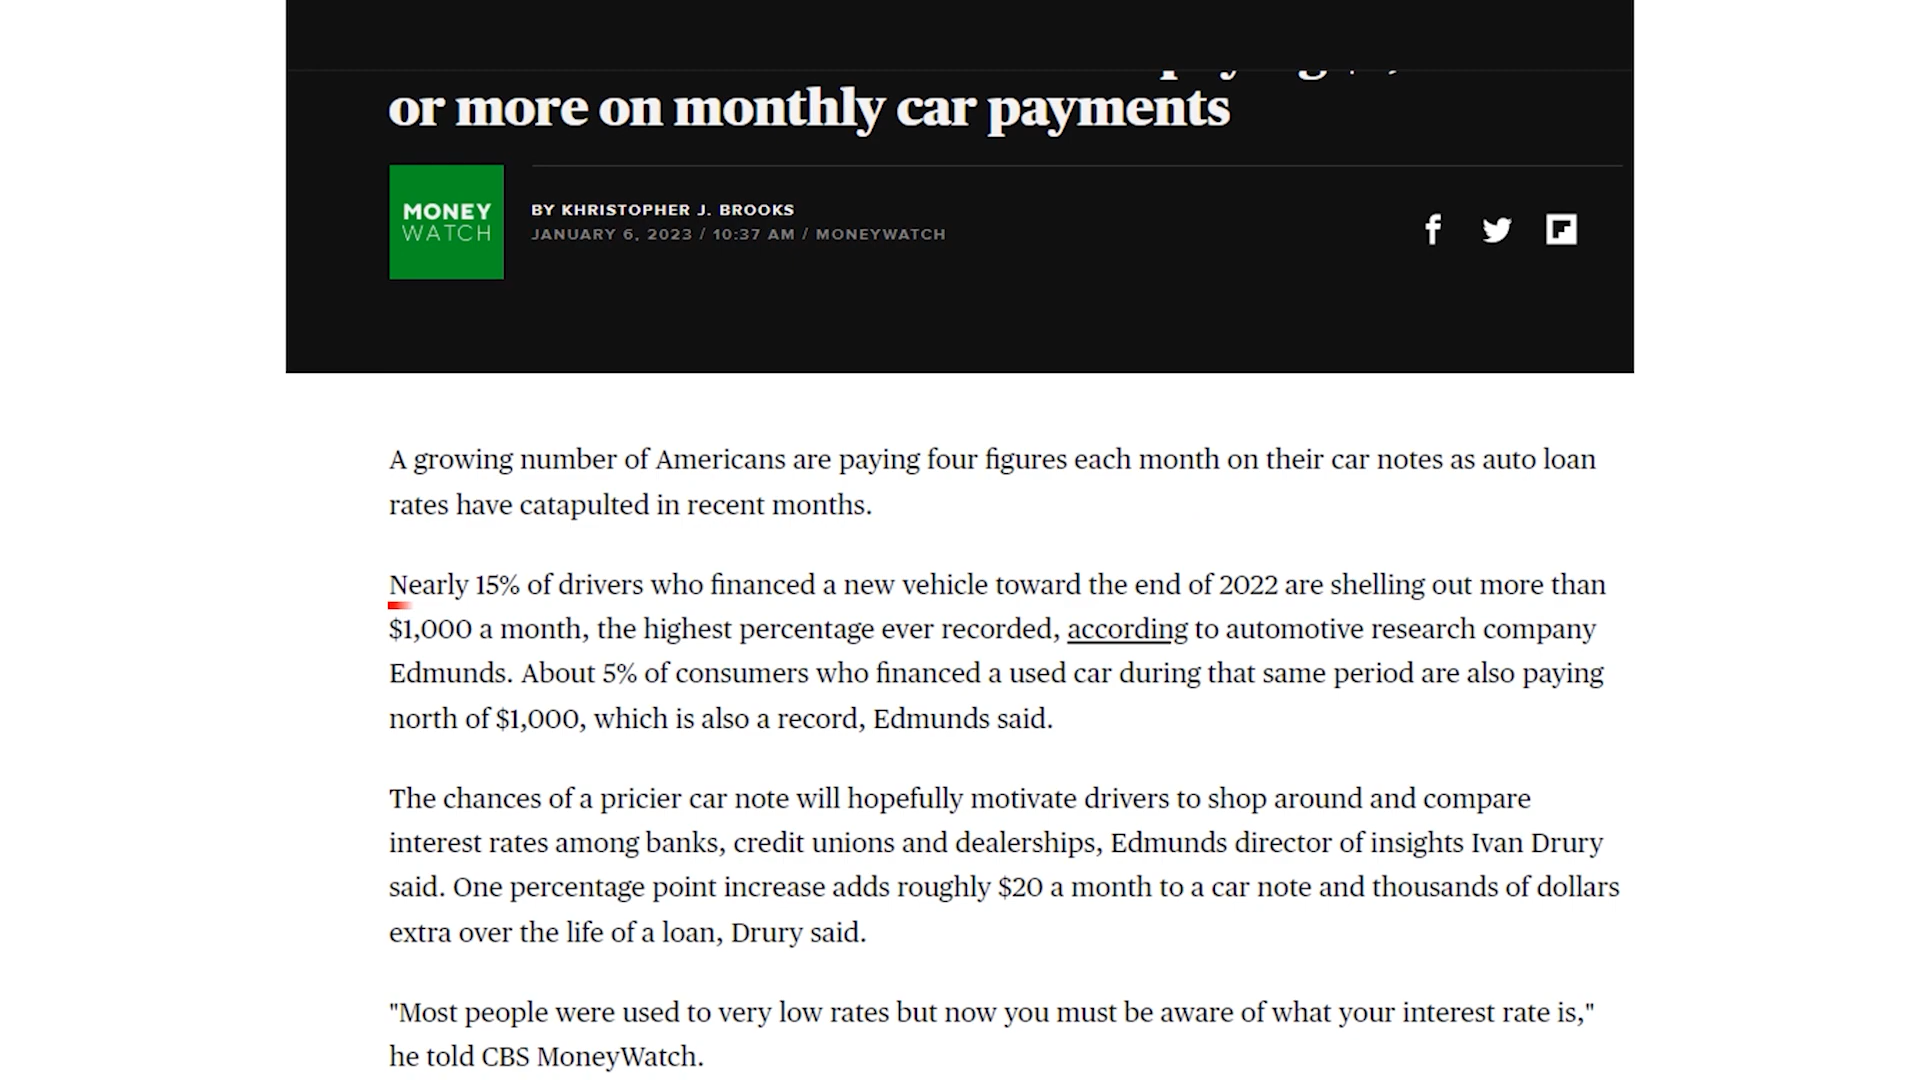 or more on monthly car payments
MONEY
WATCH
BY KHRISTOPHER J. BROOKS
JANUARY 6, 2023 / 10:37 AM / MONEYWATCH
A growing number of Americans are paying four figures each month on their car notes as auto loan
rates have catapulted in recent months.
Nearly 15% of drivers who financed a new vehicle toward the end of 2022 are shelling out more than
$1,000 a month, the highest percentage ever recorded, according to automotive research company
Edmunds. About 5% of consumers who financed a used car during that same period are also paying
north of $1,000, which is also a record, Edmunds said.
The chances of a pricier car note will hopefully motivate drivers to shop around and compare
interest rates among banks, credit unions and dealerships, Edmunds director of insights Ivan Drury
said. One percentage point increase adds roughly $20 a month to a car note and thousands of dollars
extra over the life of a loan, Drury said.
"Most people were used to very low rates but now you must be aware of what your interest rate is,"
he told CBS MoneyWatch.